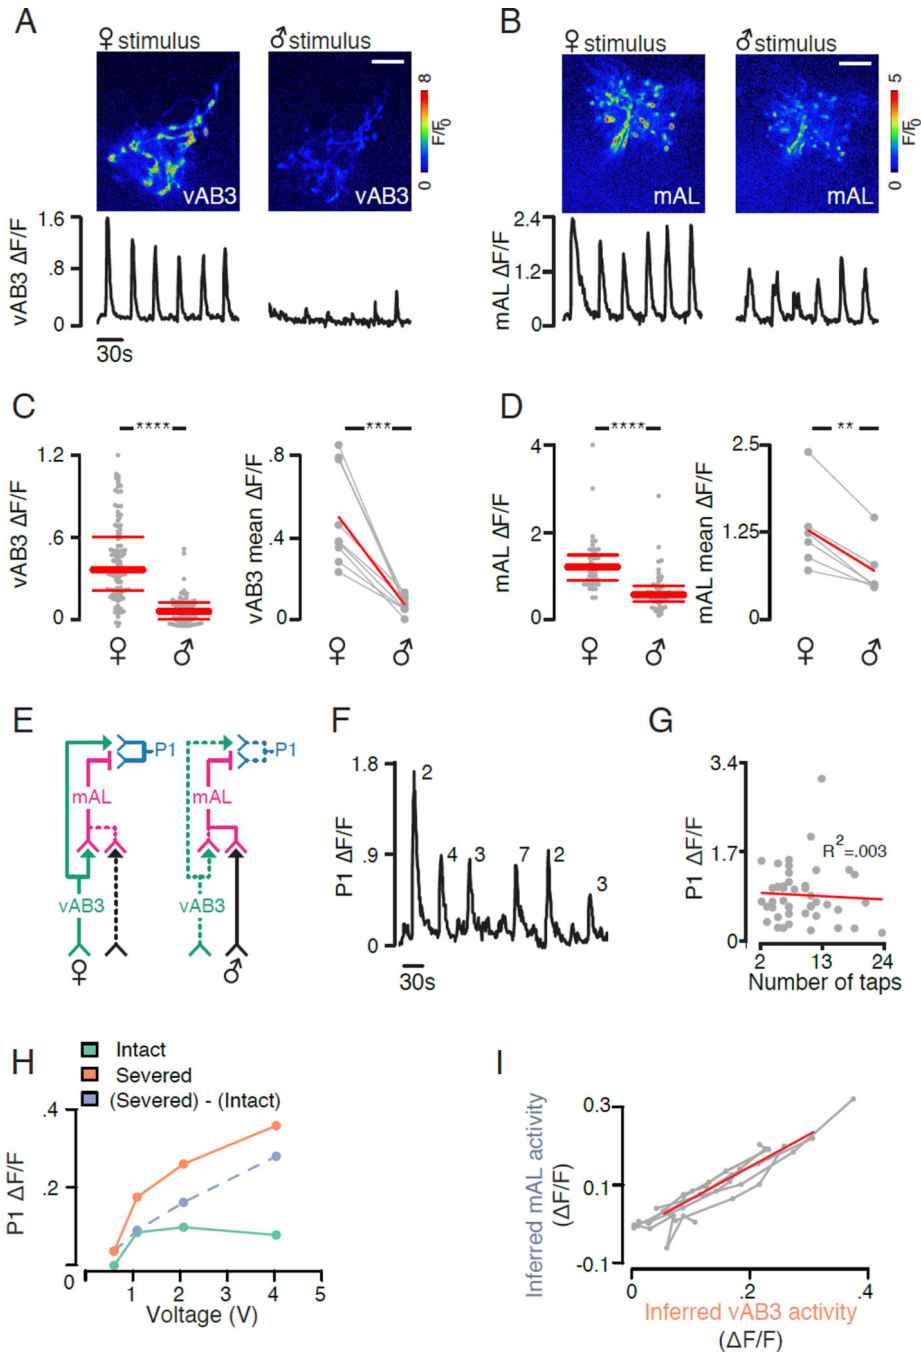 A
♀ stimulus
♂ stimulus
8
F/F0
0
vAB3
vAB3
1.6
.8
0
vAB3 ΔF/F
30s
B
♀ stimulus
♂ stimulus
5
F/F0
0
mAL
mAL
2.4
1.2
0
mAL ΔF/F
C
****
1.2
.6
0
vAB3 ΔF/F
♀
♂
***
.8
.4
0
vAB3 mean ΔF/F
♀
♂
D
****
4
2
0
mAL ΔF/F
♀
♂
**
2.5
1.25
0
mAL mean ΔF/F
♀
♂
E
P1
mAL
vAB3
♀
P1
mAL
vAB3
♂
F
1.8
.9
0
P1 ΔF/F
2
4
3
7
2
3
30s
G
3.4
1.7
0
P1 ΔF/F
R2=.003
2
13
24
Number of taps
H
Intact
Severed
(Severed) - (Intact)
.4
.2
0
P1 ΔF/F
0
1
2
3
4
5
Voltage (V)
I
0.3
0.1
-0.1
Inferred mAL activity
(ΔF/F)
0
.2
.4
Inferred vAB3 activity
(ΔF/F)